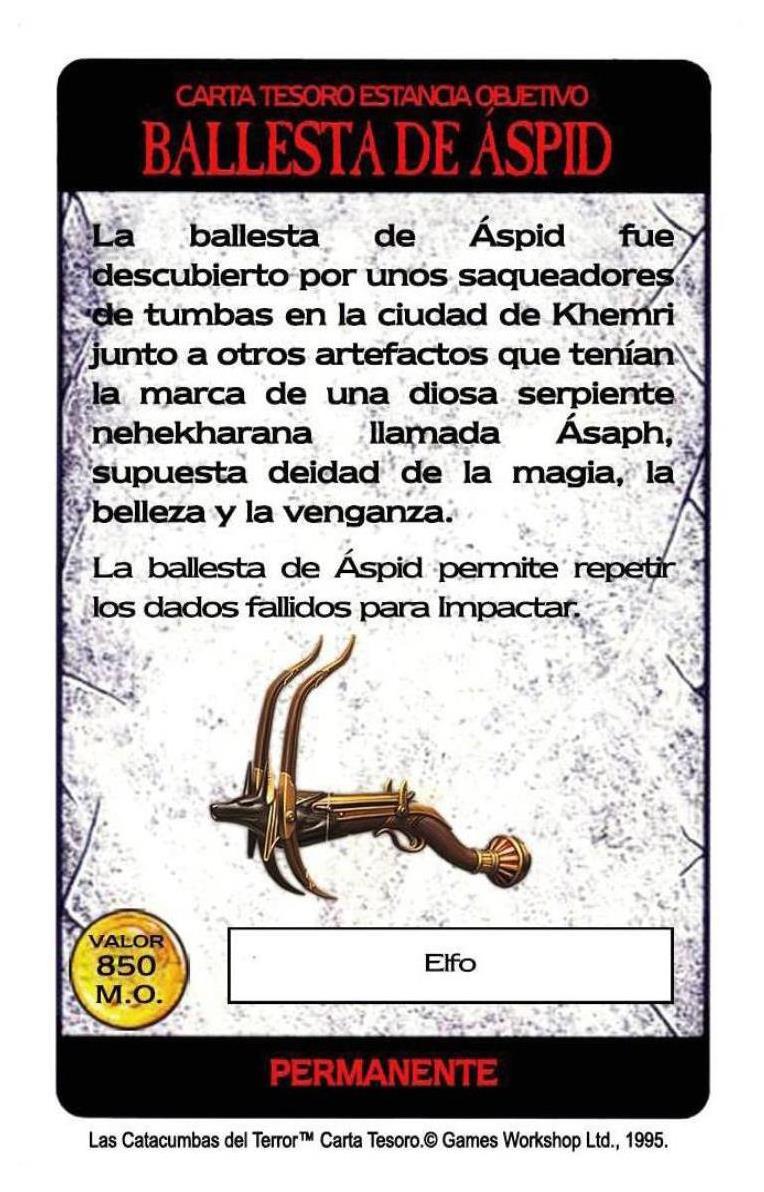 CARTA TESORO ESTANCIA OBJETIVO
BALLESTA DE ÁSPID
La ballesta de Áspid fue
descubierto por unos saqueadores
de tumbas en la ciudad de Khemri
junto a otros artefactos que tenían
la marca de una diosa serpiente
nehekharana llamada Ásaph,
supuesta deidad de la magia, la
belleza y la venganza.
La ballesta de Áspid permite repetir
los dados fallidos para Impactar.
VALOR
850
M.O.
Elfo
PERMANENTE
Las Catacumbas del Terror™ Carta Tesoro.© Games Workshop Ltd., 1995.